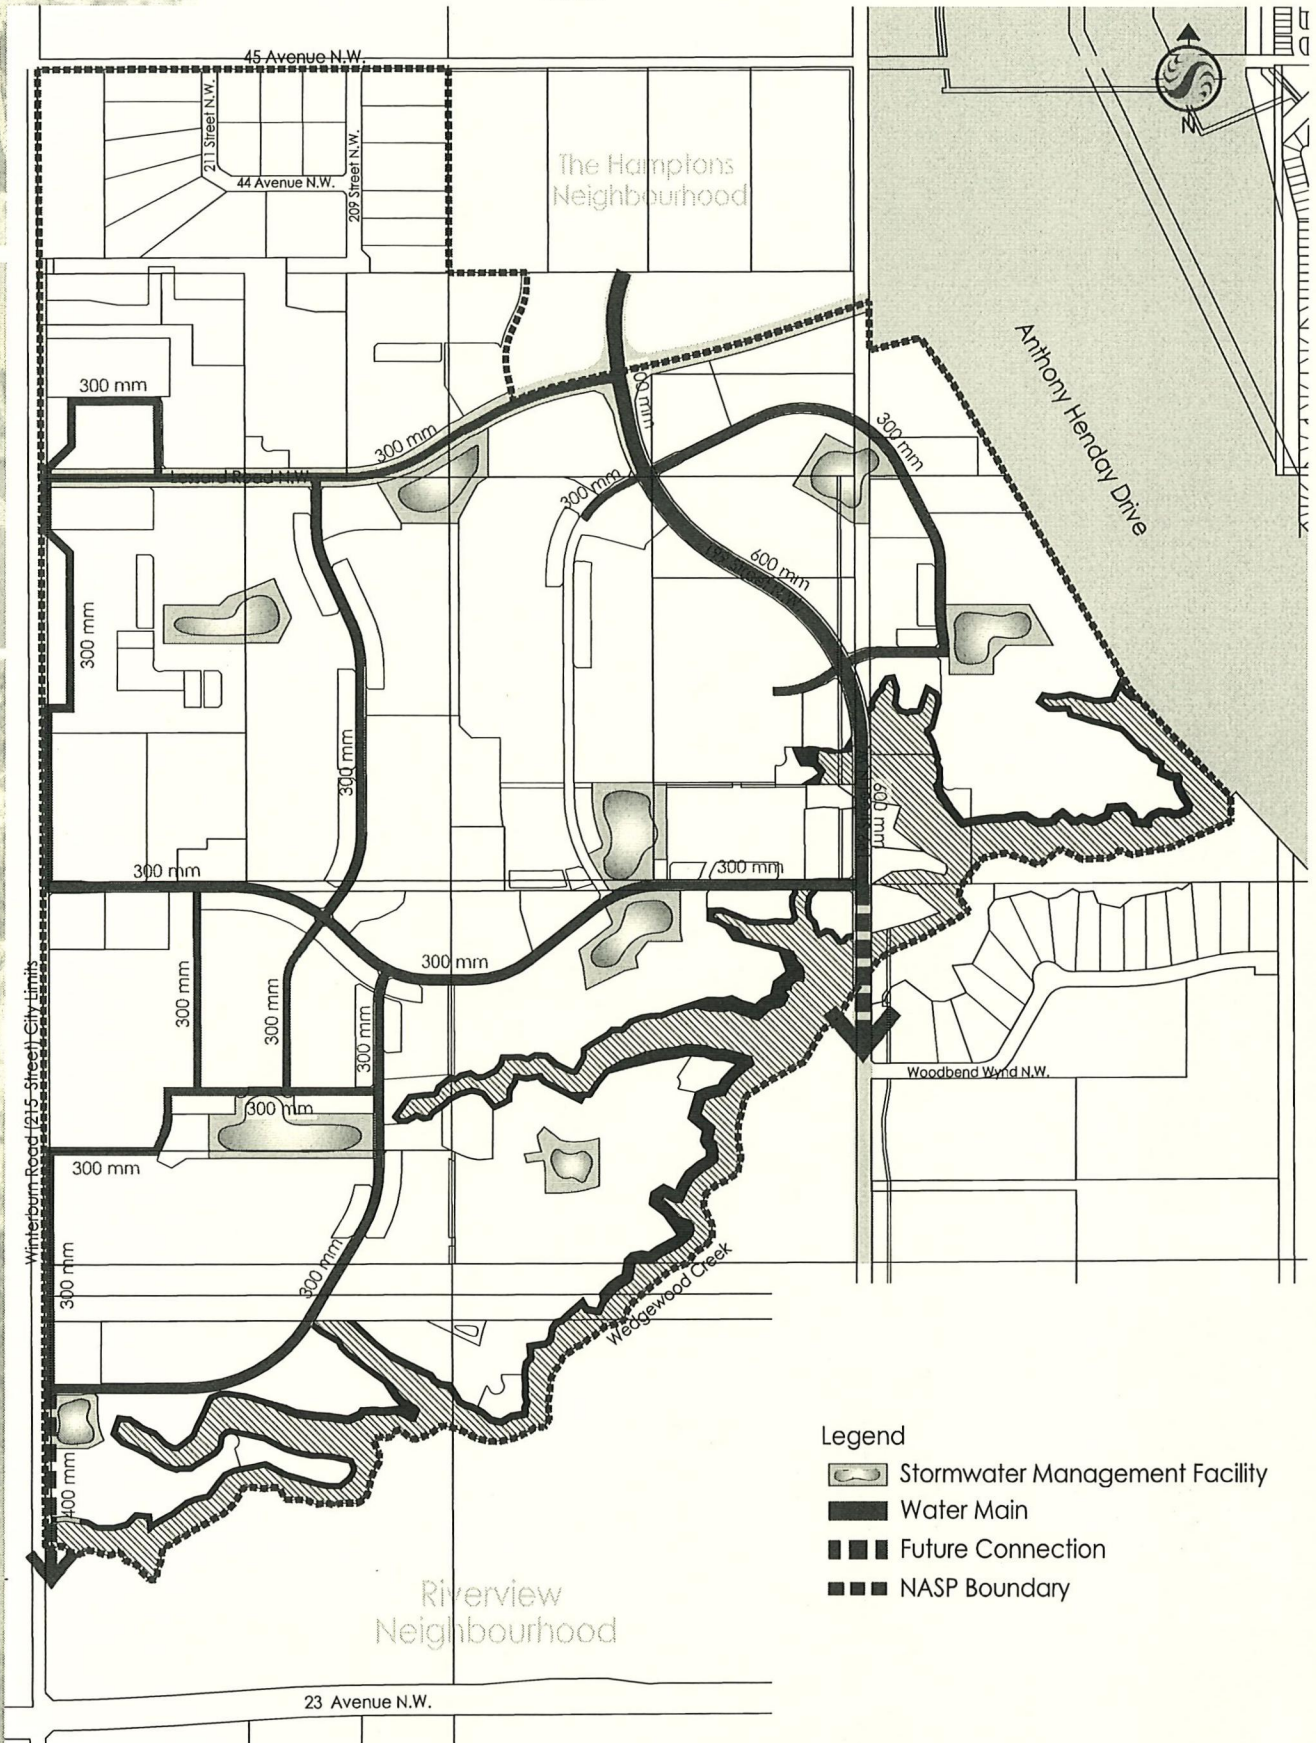 45 Avenue N.W.
211 Street N.W.
44 Avenue N.W.
209 Street N.W.
The Hamptons
Neighbourhood
N
Anthony Henday Drive
300 mm
300 mm
300 mm
Lessard Road N.W.
300 mm
600 mm
300 mm
300 mm
300 mm
600 mm
300 mm
300 mm
300 mm
300 mm
300 mm
300 mm
300 mm
Woodbend Wynd N.W.
300 mm
300 mm
Winterburn Road (215 Street) City Limits
300 mm
300 mm
Wedgewood Creek
400 mm
Legend
Stormwater Management Facility
Water Main
Future Connection
NASP Boundary
Riverview
Neighbourhood
23 Avenue N.W.